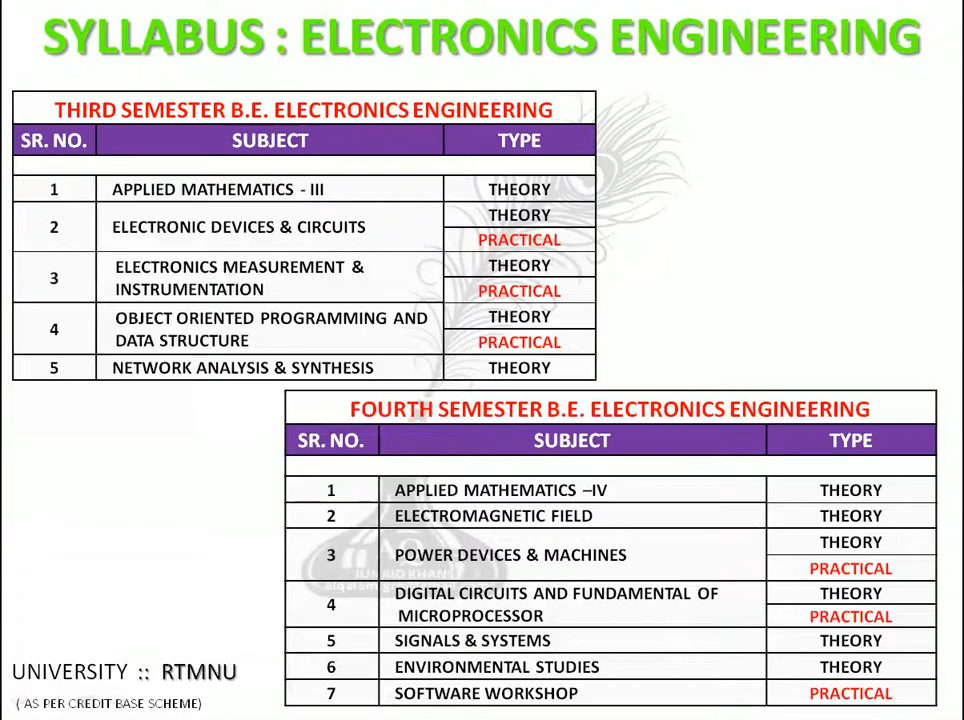 SYLLABUS : ELECTRONICS ENGINEERING
THIRD SEMESTER B.E. ELECTRONICS ENGINEERING
SR. NO. SUBJECT TYPE
1 APPLIED MATHEMATICS - III THEORY
2 ELECTRONIC DEVICES & CIRCUITS THEORY
PRACTICAL
3 ELECTRONICS MEASUREMENT & THEORY
INSTRUMENTATION PRACTICAL
4 OBJECT ORIENTED PROGRAMMING AND THEORY
DATA STRUCTURE PRACTICAL
5 NETWORK ANALYSIS & SYNTHESIS THEORY
FOURTH SEMESTER B.E. ELECTRONICS ENGINEERING
SR. NO. SUBJECT TYPE
1 APPLIED MATHEMATICS –IV THEORY
2 ELECTROMAGNETIC FIELD THEORY
3 POWER DEVICES & MACHINES THEORY
PRACTICAL
4 DIGITAL CIRCUITS AND FUNDAMENTAL OF THEORY
MICROPROCESSOR PRACTICAL
5 SIGNALS & SYSTEMS THEORY
6 ENVIRONMENTAL STUDIES THEORY
7 SOFTWARE WORKSHOP PRACTICAL
JUNAID KHAN
UNIVERSITY :: RTMNU
( AS PER CREDIT BASE SCHEME)